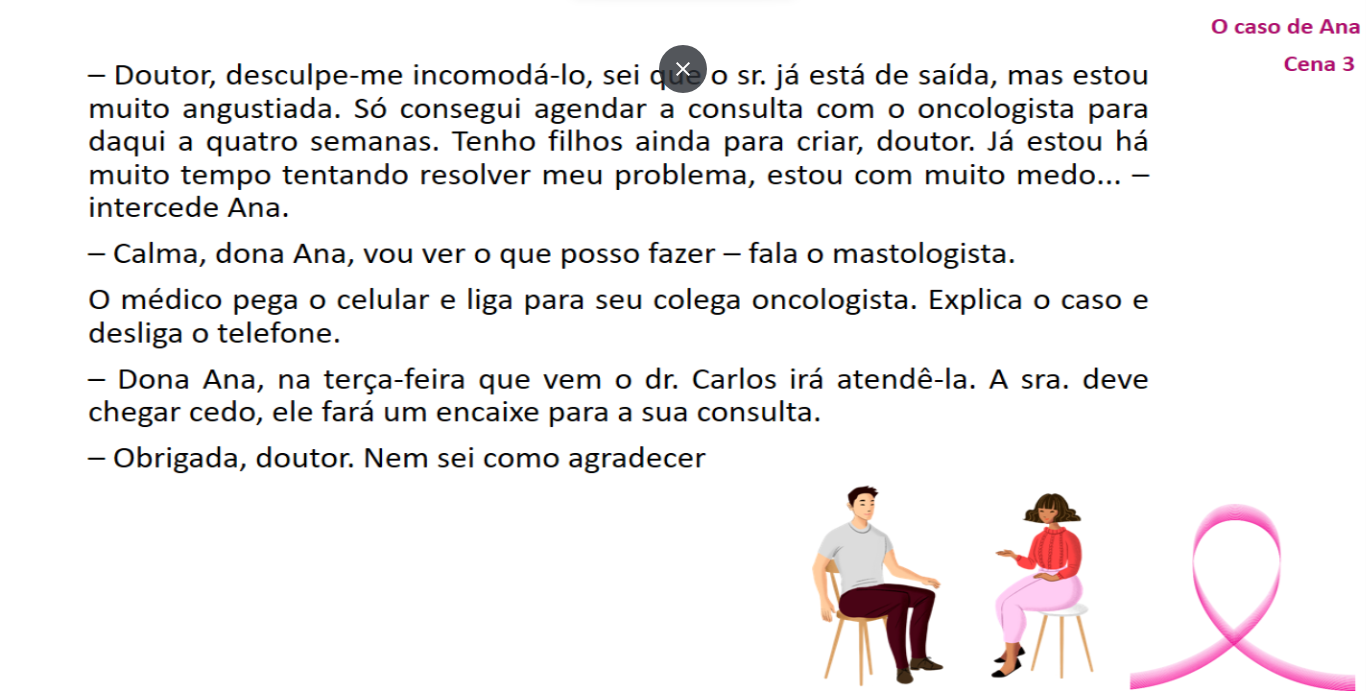 O caso de Ana
Cena 3
– Doutor, desculpe-me incomodá-lo, sei que o sr. já está de saída, mas estou
muito angustiada. Só consegui agendar a consulta com o oncologista para
daqui a quatro semanas. Tenho filhos ainda para criar, doutor. Já estou há
muito tempo tentando resolver meu problema, estou com muito medo... –
intercede Ana.
– Calma, dona Ana, vou ver o que posso fazer – fala o mastologista.
O médico pega o celular e liga para seu colega oncologista. Explica o caso e
desliga o telefone.
– Dona Ana, na terça-feira que vem o dr. Carlos irá atendê-la. A sra. deve
chegar cedo, ele fará um encaixe para a sua consulta.
– Obrigada, doutor. Nem sei como agradecer